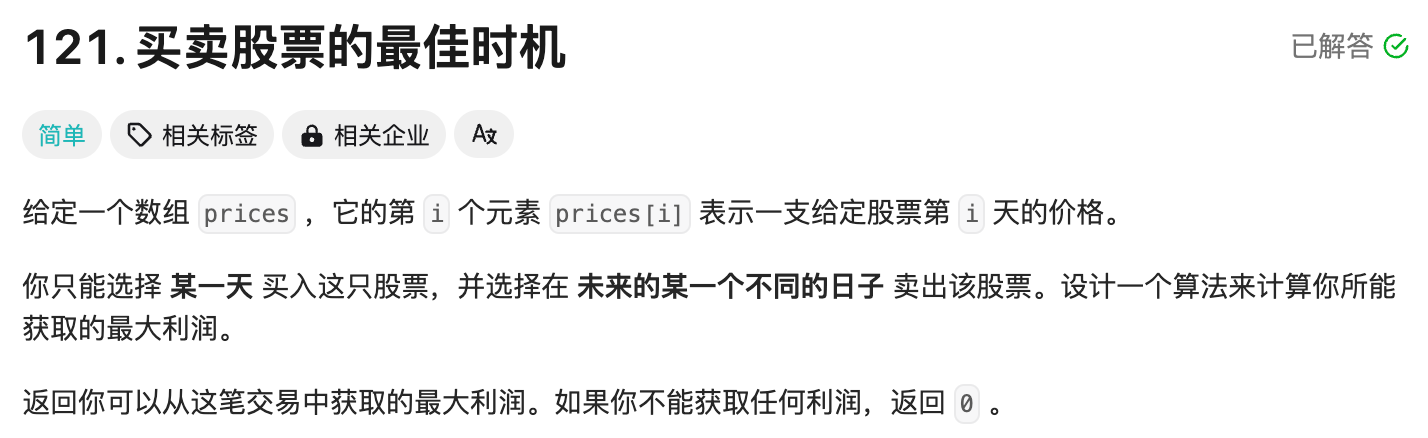 121. 买卖股票的最佳时机
已解答
简单 相关标签 相关企业 A文
给定一个数组 prices ，它的第 i 个元素 prices[i] 表示一支给定股票第 i 天的价格。
你只能选择 某一天 买入这只股票，并选择在 未来的某一个不同的日子 卖出该股票。设计一个算法来计算你所能
获取的最大利润。
返回你可以从这笔交易中获取的最大利润。如果你不能获取任何利润，返回 0 。